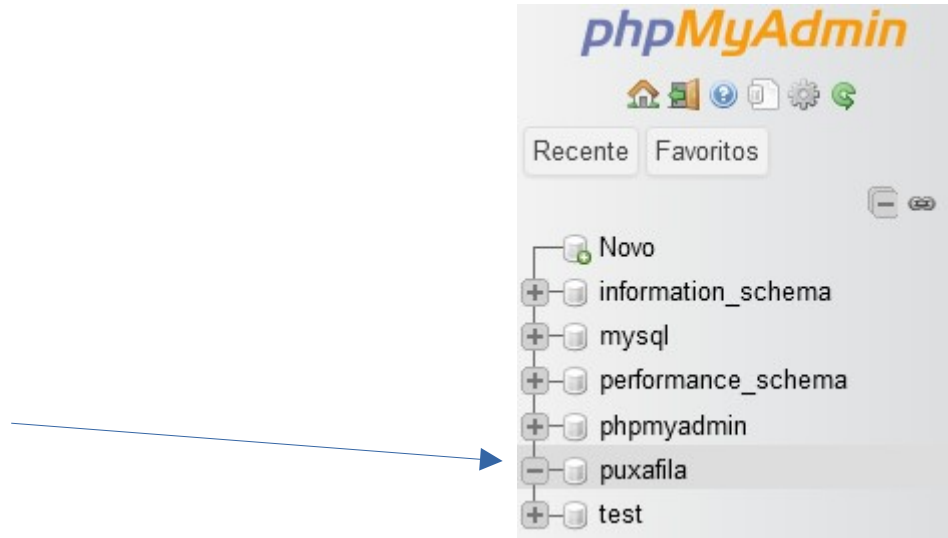 phpMyAdmin
Recente Favoritos
Novo
information_schema
mysql
performance_schema
phpmyadmin
puxafila
test